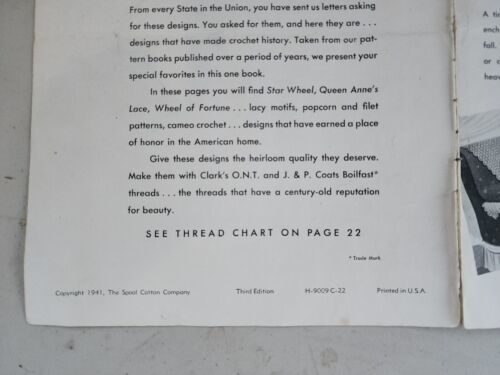 From every State in the Union, you have sent us letters asking
for these designs. You asked for them, and here they are . . .
designs that have made crochet history. Taken from our pat-
tern books published over a period of years, we present your
special favorites in this one book.
In these pages you will find Star Wheel, Queen Anne's
Lace, Wheel of Fortune . . . lacy motifs, popcorn and filet
patterns, cameo crochet . . . designs that have earned a place
of honor in the American home.
Give these designs the heirloom quality they deserve.
Make them with Clark's O.N.T. and J. & P. Coats Boilfast*
threads . . . the threads that have a century-old reputation
for beauty.
SEE THREAD CHART ON PAGE 22
* Trade Mark
Copyright 1941, The Spool Cotton Company Third Edition H-9009 C-22 Printed in U.S.A.
A
fall.
or